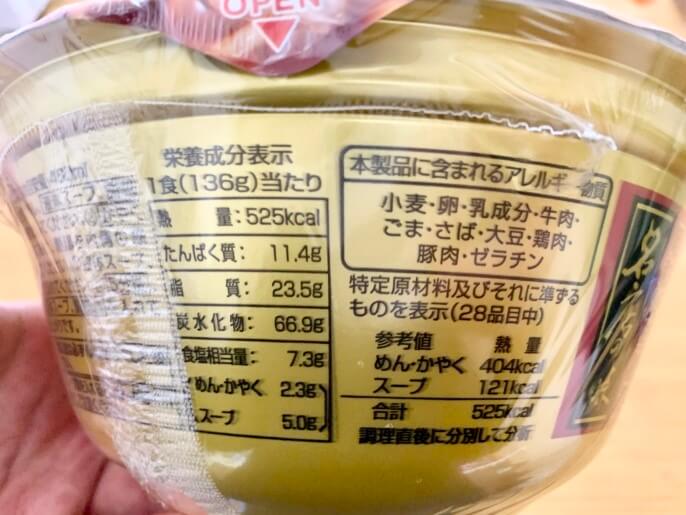 OPEN
栄養成分表示
1食(136g)当たり
熱 量:525kcal
たんぱく質: 11.4g
脂 質: 23.5g
炭水化物: 66.9g
食塩相当量: 7.3g
めん・かやく 2.3g
スープ 5.0g
本製品に含まれるアレルギー物質
小麦・卵・乳成分・牛肉・
ごま・さば・大豆・鶏肉・
豚肉・ゼラチン
特定原材料及びそれに準ずる
ものを表示(28品目中)
参考値 熱 量
めん・かやく 404kcal
スープ 121kcal
合計 525kcal
調理直後に分別して分析